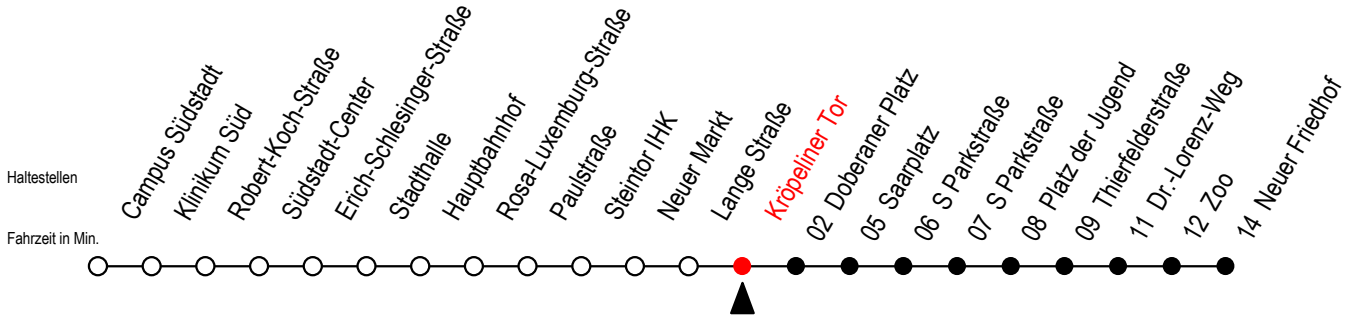 Haltestellen
Fahrzeit in Min.
Campus Südstadt
Klinikum Süd
Robert-Koch-Straße
Südstadt-Center
Erich-Schlesinger-Straße
Stadthalle
Hauptbahnhof
Rosa-Luxemburg-Straße
Paulstraße
Steintor IHK
Neuer Markt
Lange Straße
Kröpeliner Tor
02 Doberaner Platz
05 Saarplatz
06 S Parkstraße
07 S Parkstraße
08 Platz der Jugend
09 Thierfelderstraße
11 Dr.-Lorenz-Weg
12 Zoo
14 Neuer Friedhof